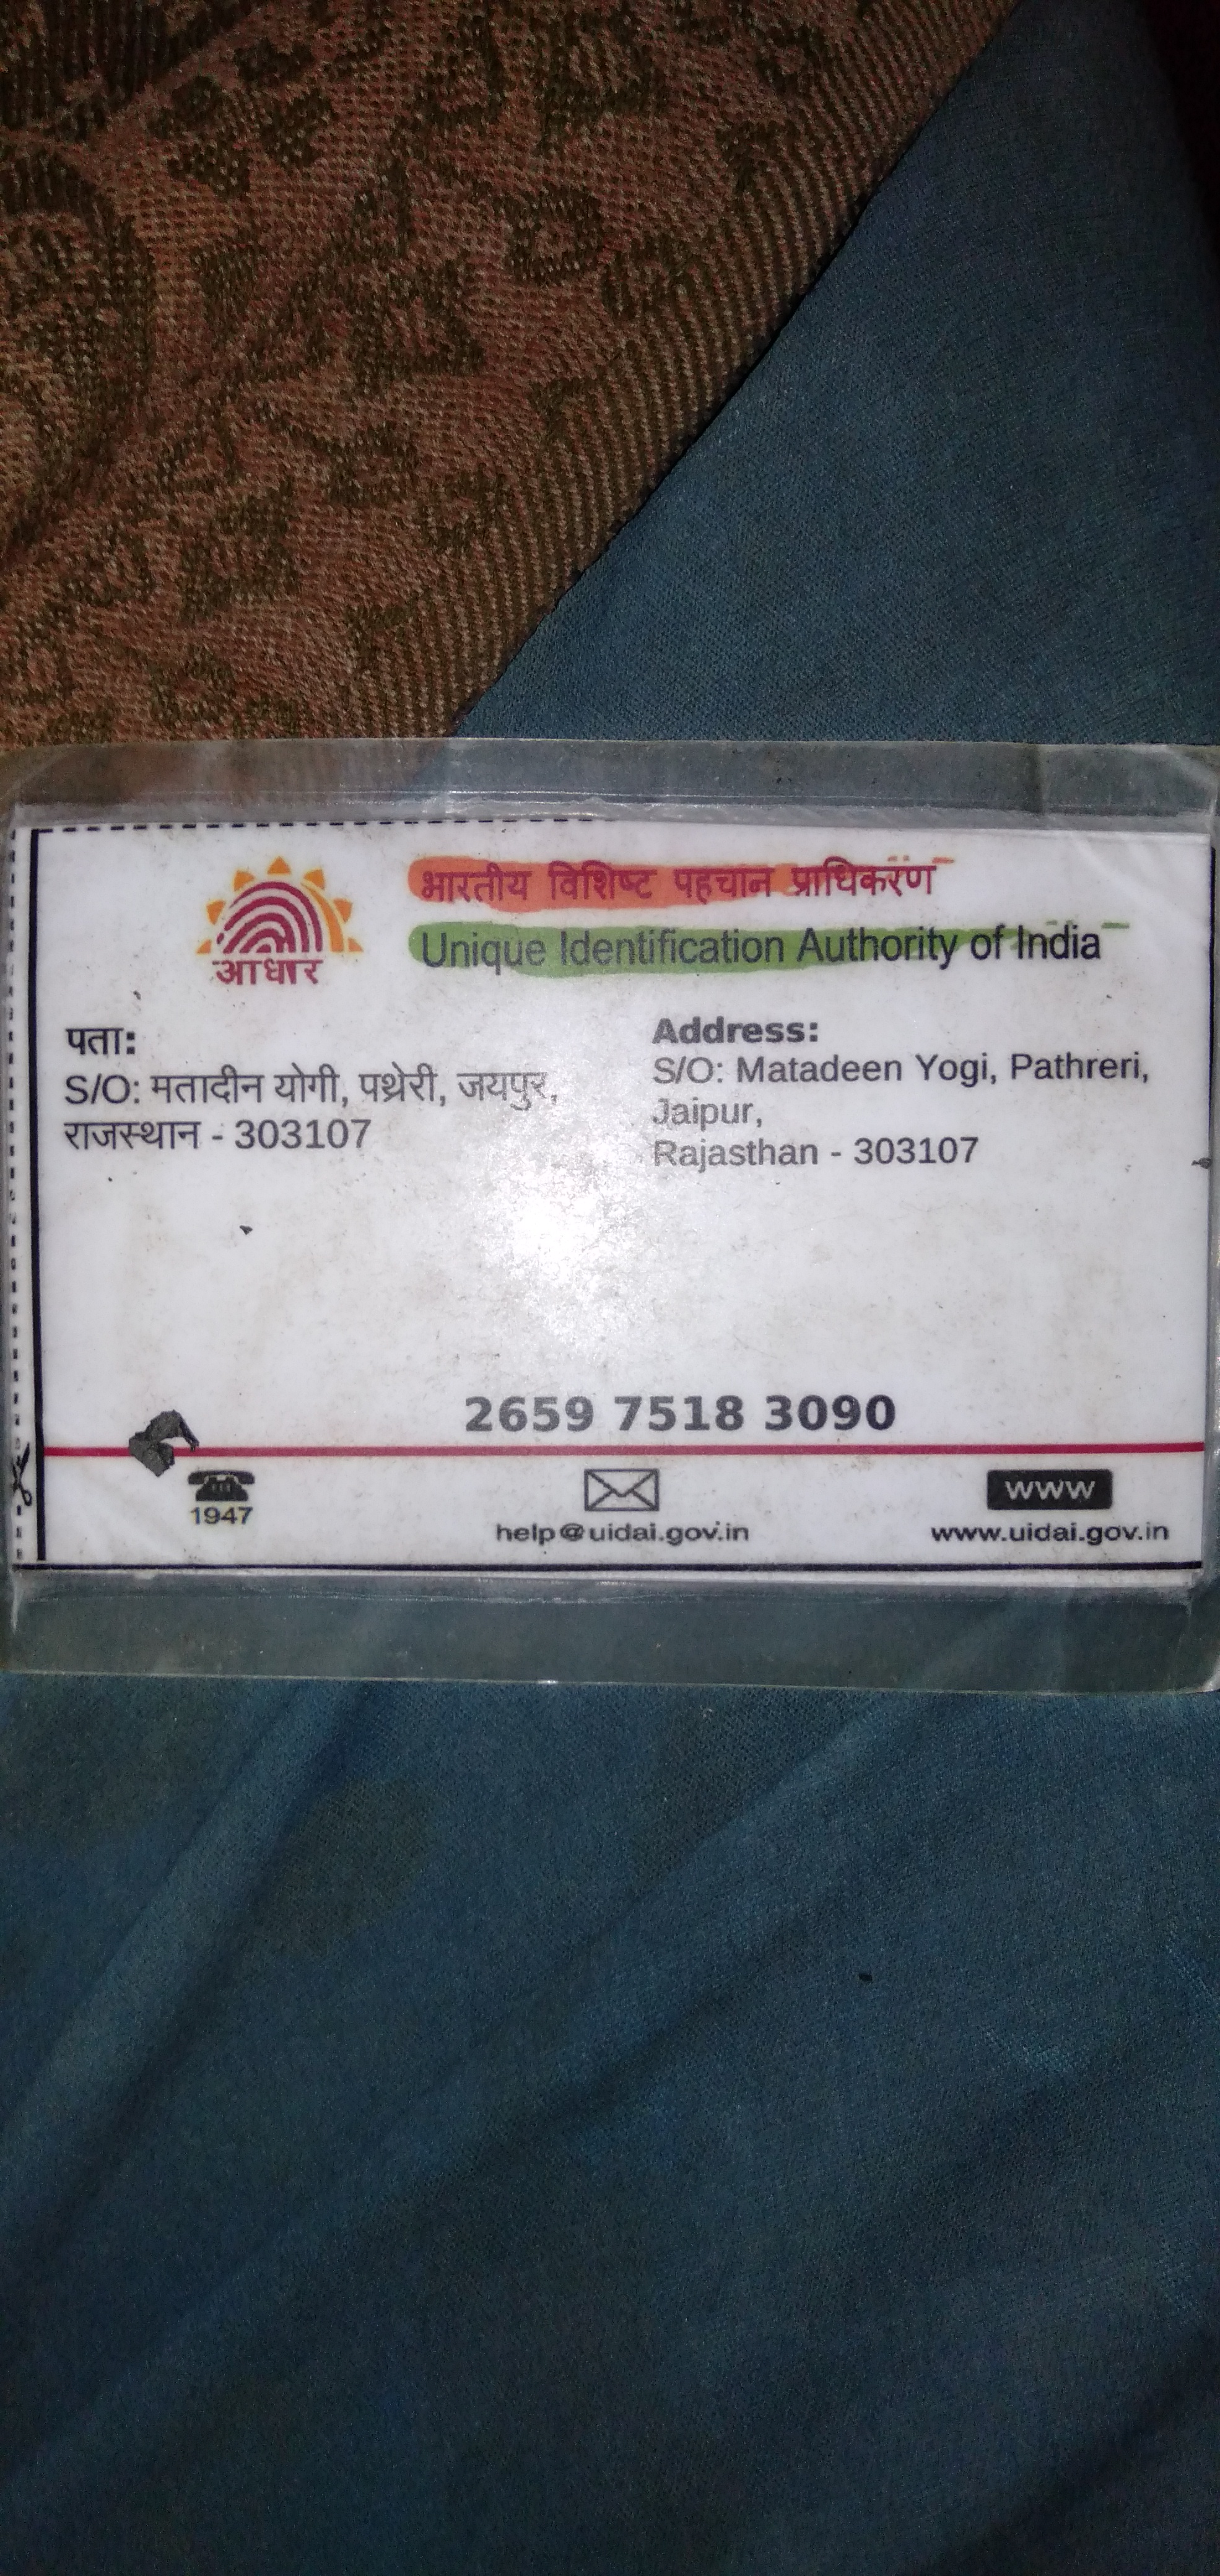 भारतीय विशिष्ट पहचान प्राधिकरण
Unique Identification Authority of India
आधार
पता:
S/O: मतादीन योगी, पथ्रेरी, जयपुर,
राजस्थान - 303107
Address:
S/O: Matadeen Yogi, Pathreri,
Jaipur,
Rajasthan - 303107
2659 7518 3090
1947
help@uidai.gov.in
www
www.uidai.gov.in